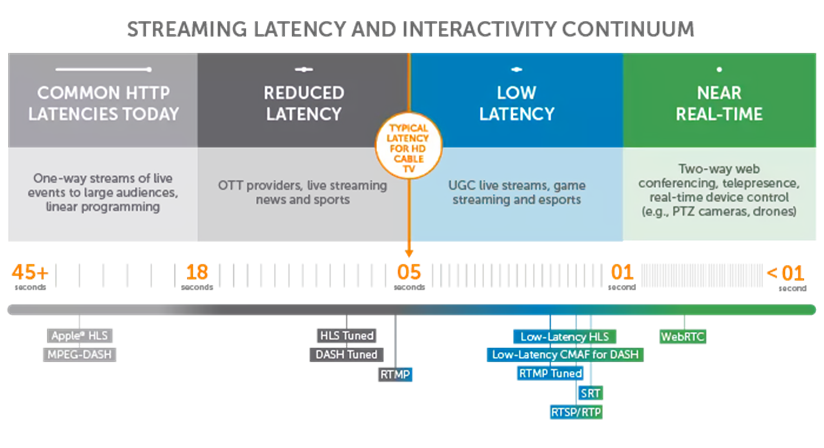 STREAMING LATENCY AND INTERACTIVITY CONTINUUM
COMMON HTTP
LATENCIES TODAY
REDUCED
LATENCY
LOW
LATENCY
NEAR
REAL-TIME
TYPICAL
LATENCY
FOR HD
CABLE
TV
One-way streams of live
events to large audiences,
linear programming
OTT providers, live streaming
news and sports
UGC live streams, game
streaming and esports
Two-way web
conferencing, telepresence,
real-time device control
(e.g., PTZ cameras, drones)
45+
seconds
18
seconds
05
seconds
01
seconds
< 01
second
Apple® HLS
MPEG-DASH
HLS Tuned
DASH Tuned
RTMP
Low-Latency HLS
Low-Latency CMAF for DASH
RTMP Tuned
SRT
RTSP/RTP
WebRTC